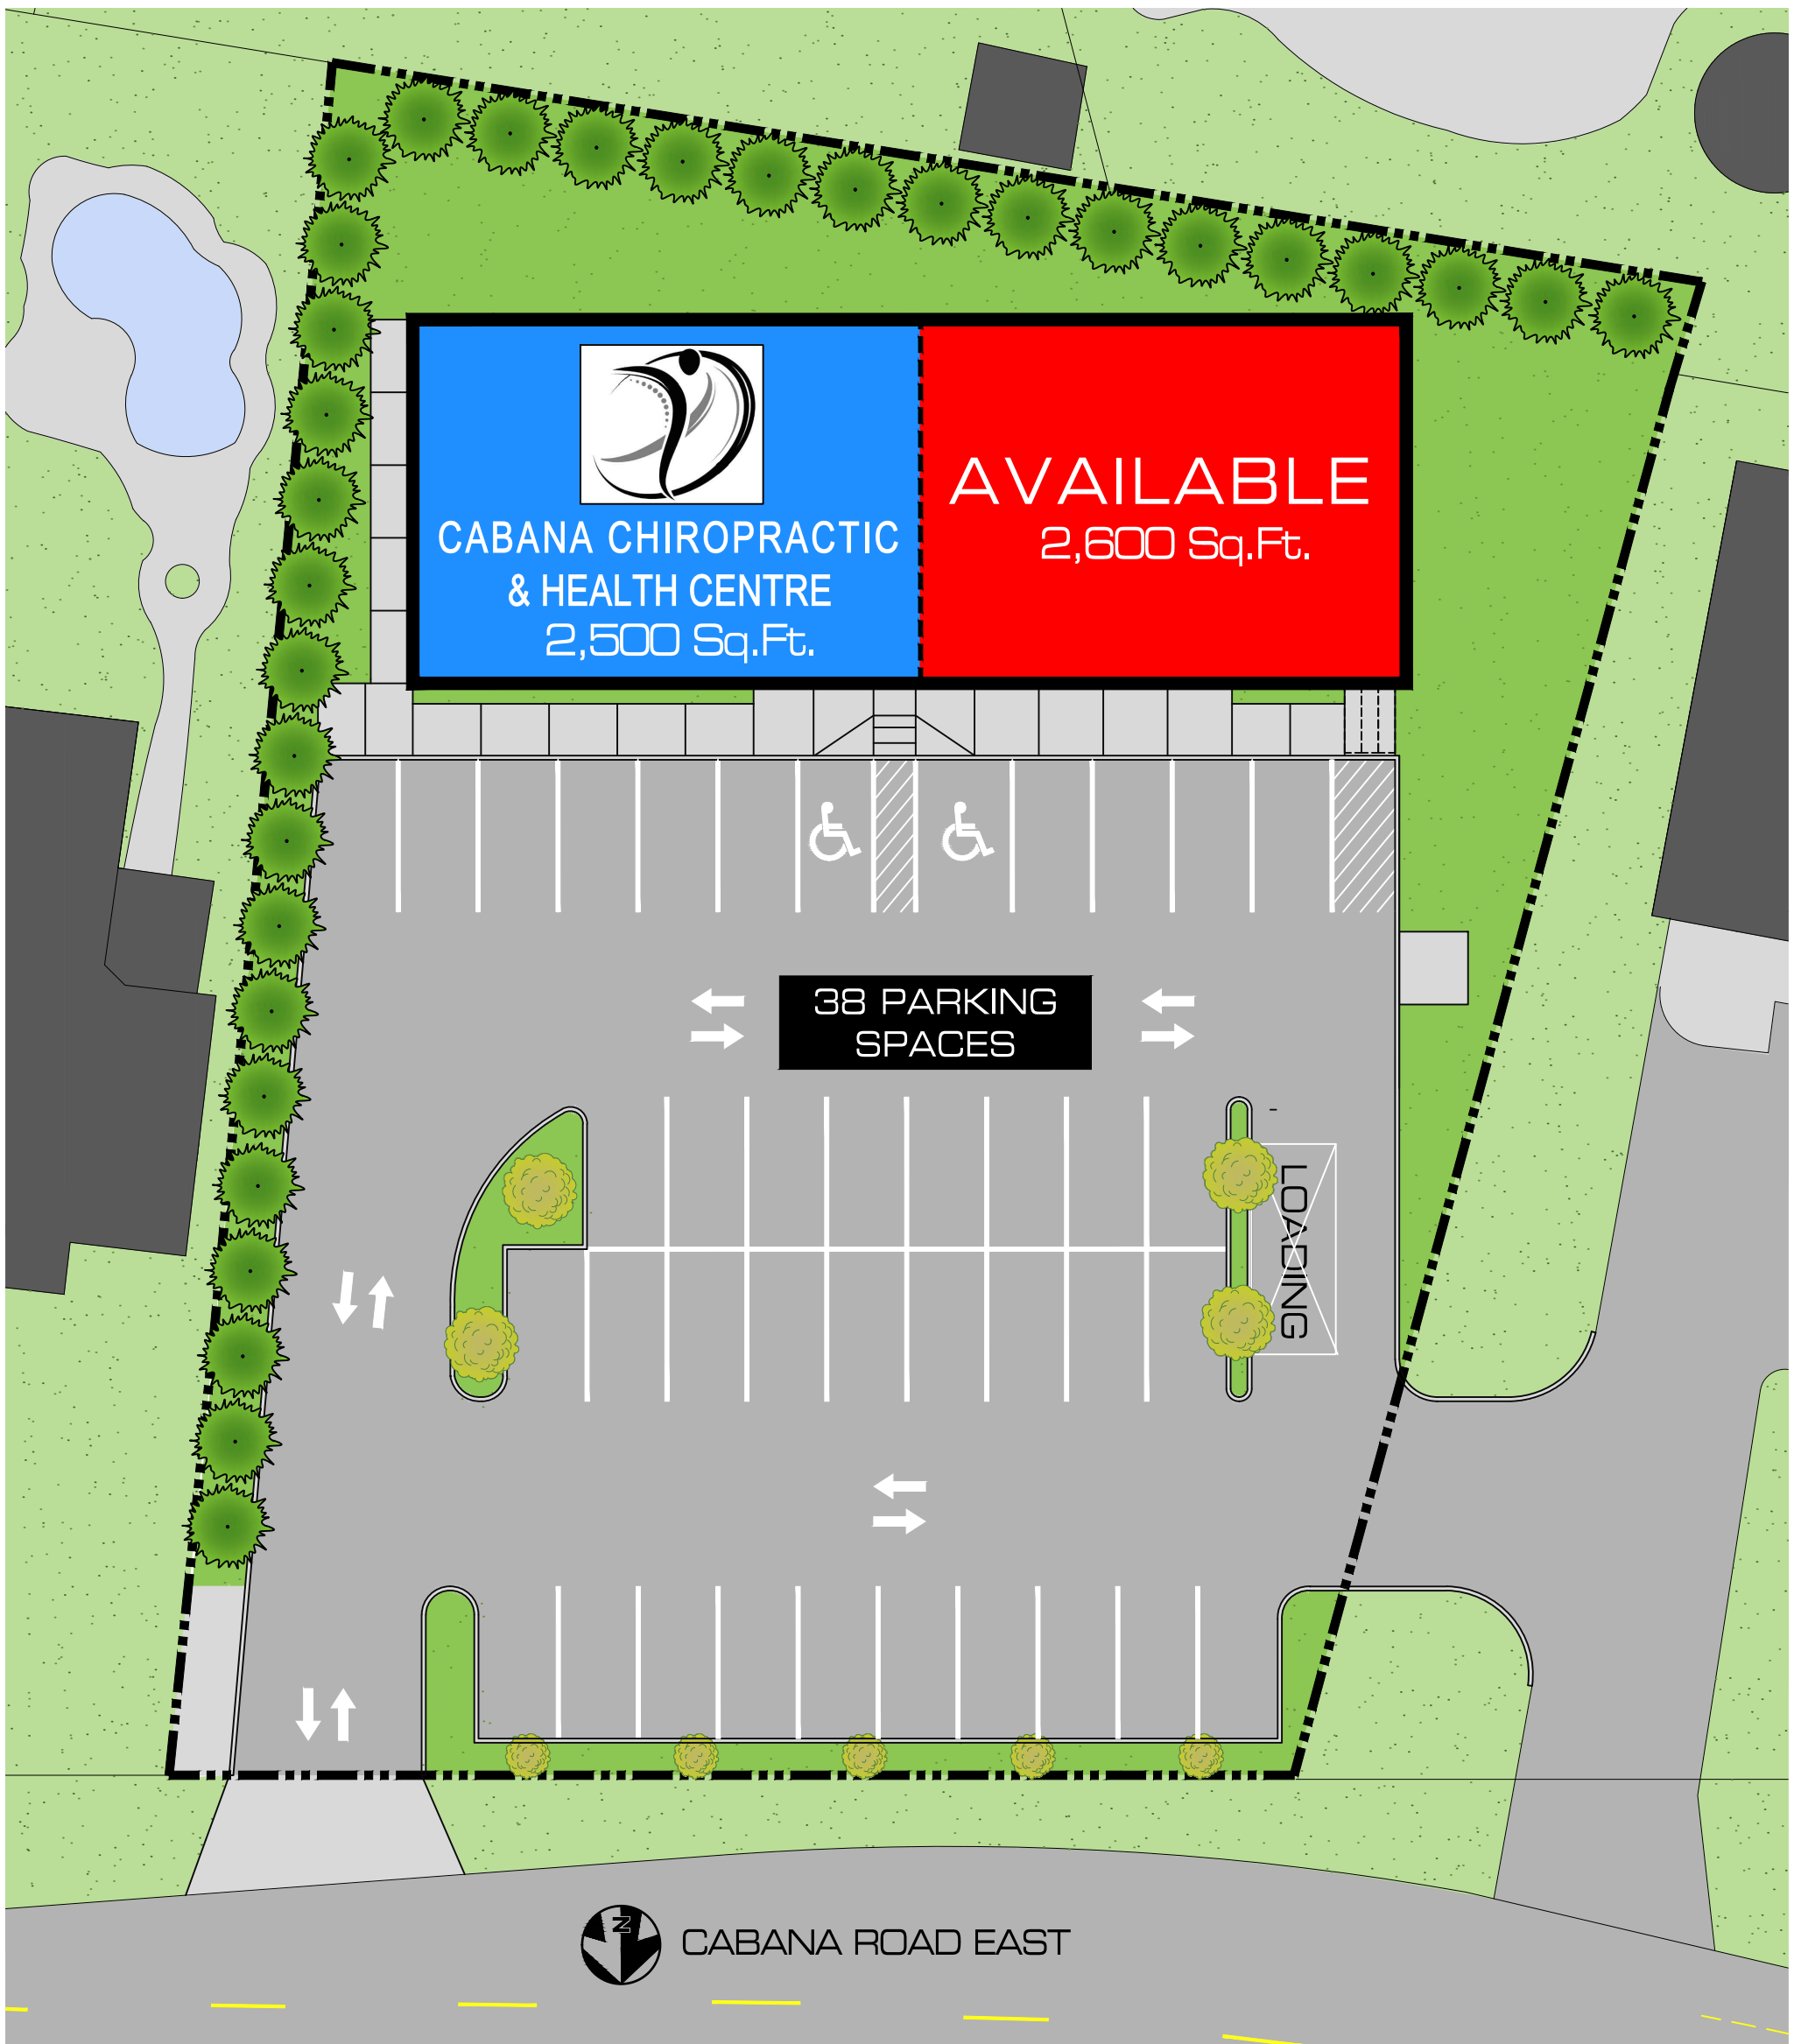 CABANA CHIROPRACTIC
& HEALTH CENTRE
2,500 Sq.Ft.
AVAILABLE
2,600 Sq.Ft.
38 PARKING
SPACES
LOADING
N
CABANA ROAD EAST